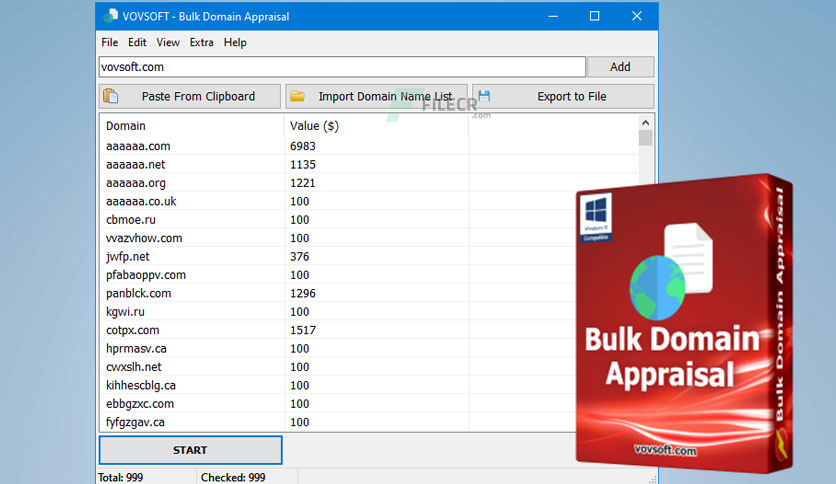 VOVSOFT - Bulk Domain Appraisal
File Edit View Extra Help
vovsoft.com Add
Paste From Clipboard Import Domain Name List Export to File
FILECR
.com
Domain Value ($)
aaaaaa.com 6983
aaaaaa.net 1135
aaaaaa.org 1221
aaaaaa.co.uk 100
cbmoe.ru 100
vvazvhow.com 100
jwfp.net 376
pfabaoppv.com 100
panblck.com 1296
kgwi.ru 100
cotpx.com 1517
hprmasv.ca 100
cwxslh.net 100
kihhescblg.ca 100
ebbgzxc.com 100
fyfgzgav.ca 100
START
Total: 999 Checked: 999
Windows 10
Compatible
Bulk Domain
Appraisal
vovsoft.com
Bulk Domain Appraisal